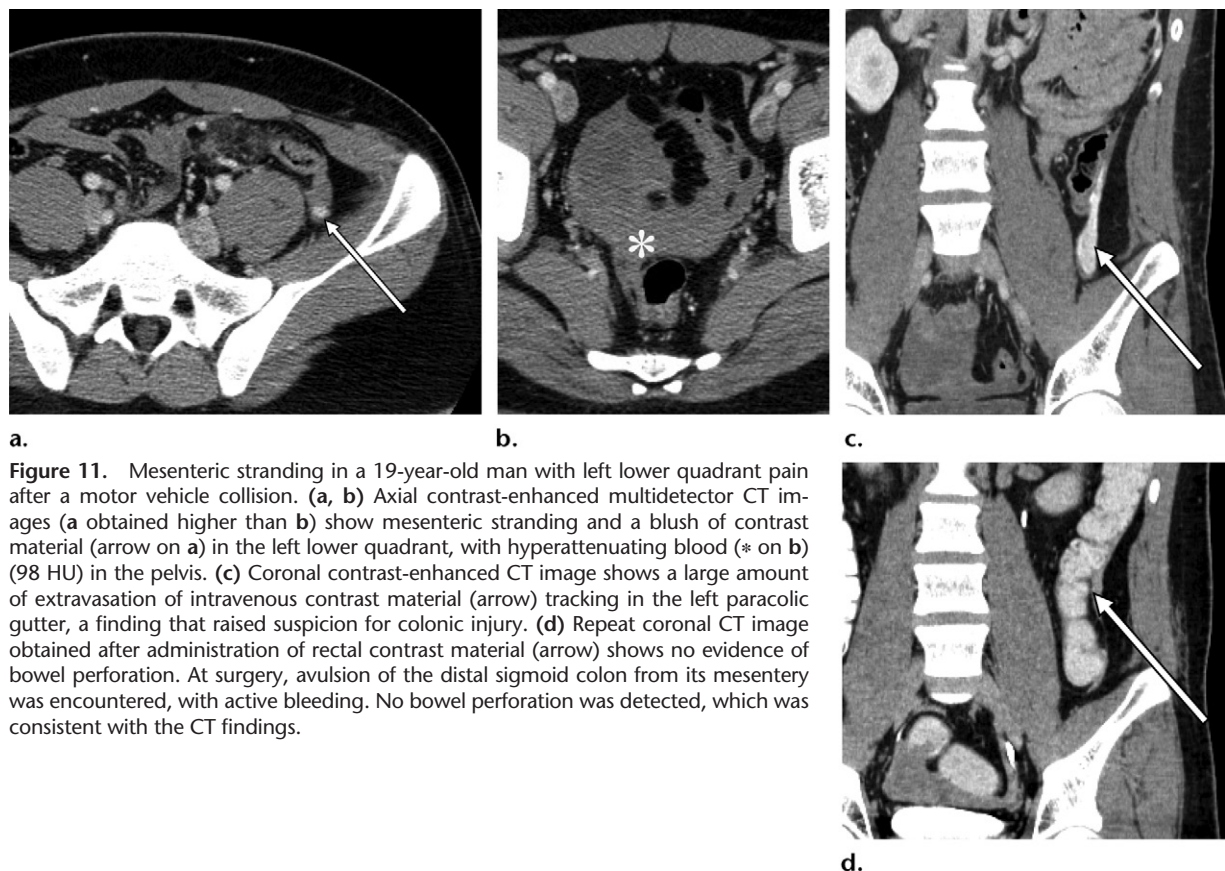 a.
b.
c.
Figure 11. Mesenteric stranding in a 19-year-old man with left lower quadrant pain
after a motor vehicle collision. (a, b) Axial contrast-enhanced multidetector CT im-
ages (a obtained higher than b) show mesenteric stranding and a blush of contrast
material (arrow on a) in the left lower quadrant, with hyperattenuating blood (* on b)
(98 HU) in the pelvis. (c) Coronal contrast-enhanced CT image shows a large amount
of extravasation of intravenous contrast material (arrow) tracking in the left paracolic
gutter, a finding that raised suspicion for colonic injury. (d) Repeat coronal CT image
obtained after administration of rectal contrast material (arrow) shows no evidence of
bowel perforation. At surgery, avulsion of the distal sigmoid colon from its mesentery
was encountered, with active bleeding. No bowel perforation was detected, which was
consistent with the CT findings.
d.